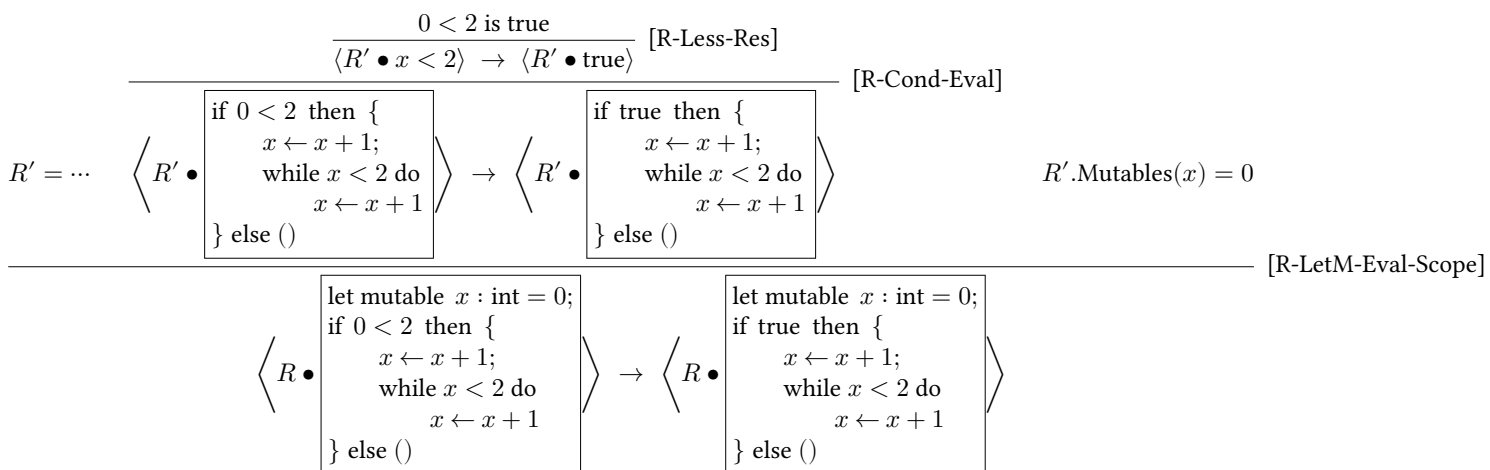 0 < 2 is true
[R-Less-Res]
⟨R′ • x < 2⟩ → ⟨R′ • true⟩
[R-Cond-Eval]
R′ = ⋯
⟨R′ •
if 0 < 2 then {
x ← x + 1;
while x < 2 do
x ← x + 1
} else ()
⟩ → ⟨R′ •
if true then {
x ← x + 1;
while x < 2 do
x ← x + 1
} else ()
⟩
R′.Mutables(x) = 0
[R-LetM-Eval-Scope]
⟨R •
let mutable x : int = 0;
if 0 < 2 then {
x ← x + 1;
while x < 2 do
x ← x + 1
} else ()
⟩ → ⟨R •
let mutable x : int = 0;
if true then {
x ← x + 1;
while x < 2 do
x ← x + 1
} else ()
⟩